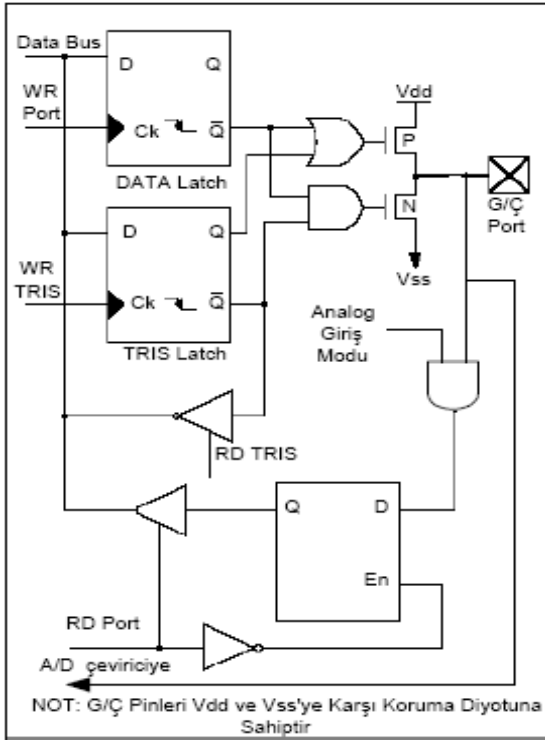 Data Bus
WR
Port
D
Q
Ck
Q̅
DATA Latch
Vdd
P
N
G/Ç
Port
Vss
WR
TRIS
D
Q
Ck
Q̅
TRIS Latch
Analog
Giriş
Modu
RD TRIS
Q
D
En
RD Port
A/D çeviriciye
NOT: G/Ç Pinleri Vdd ve Vss'ye Karşı Koruma Diyotuna
Sahiptir